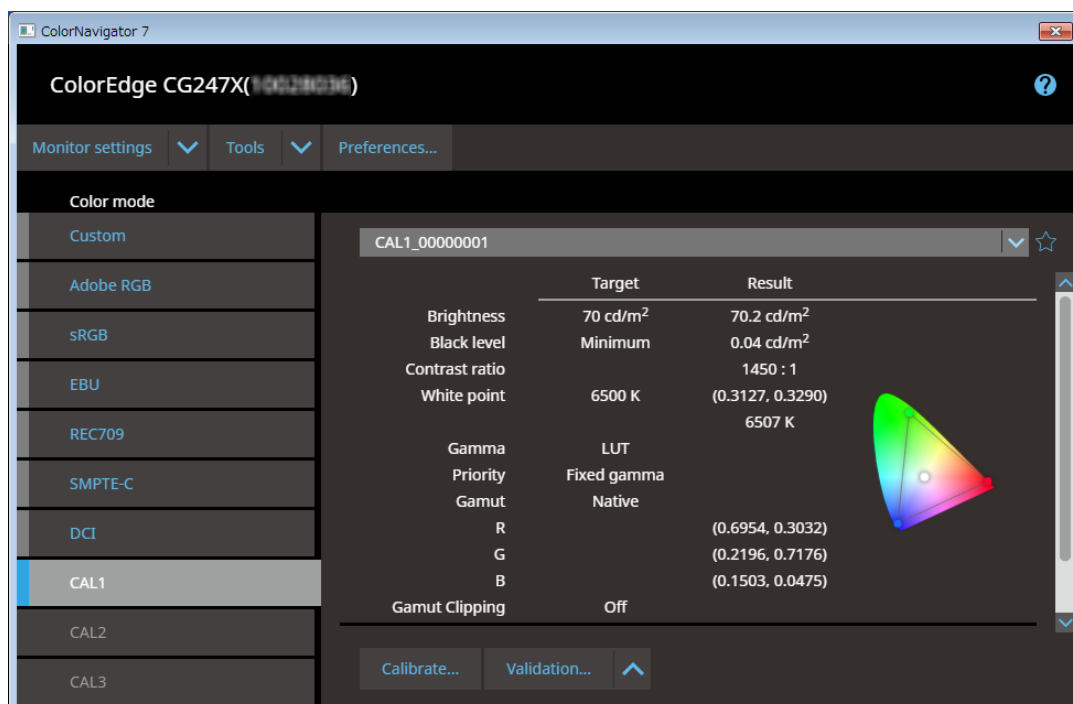 ColorNavigator 7
ColorEdge CG247X( )
Monitor settings Tools Preferences...
Color mode
Custom
Adobe RGB
sRGB
EBU
REC709
SMPTE-C
DCI
CAL1
CAL2
CAL3
CAL1_00000001
Target Result
Brightness 70 cd/m² 70.2 cd/m²
Black level Minimum 0.04 cd/m²
Contrast ratio 1450 : 1
White point 6500 K (0.3127, 0.3290)
6507 K
Gamma LUT
Priority Fixed gamma
Gamut Native
R (0.6954, 0.3032)
G (0.2196, 0.7176)
B (0.1503, 0.0475)
Gamut Clipping Off
Calibrate... Validation...